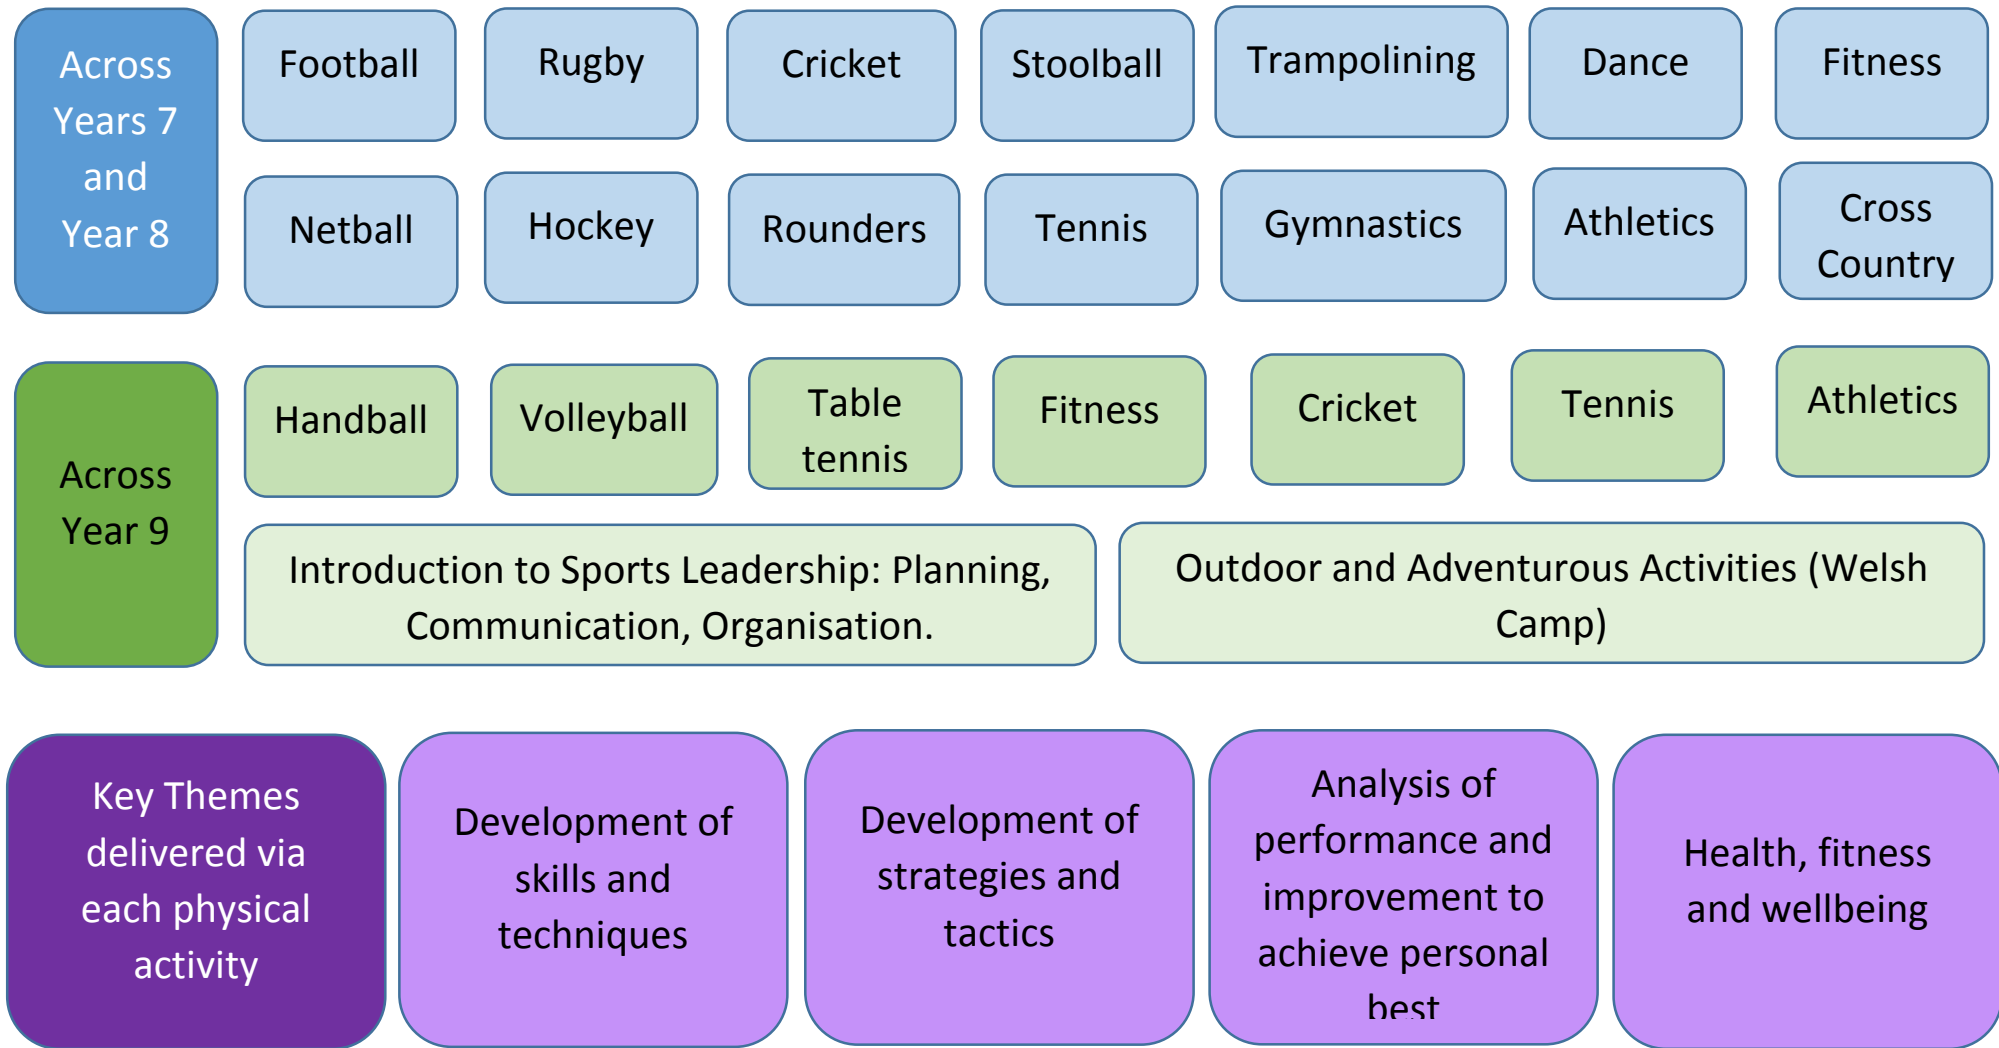 Across
Years 7
and
Year 8
Football
Rugby
Cricket
Stoolball
Trampolining
Dance
Fitness
Netball
Hockey
Rounders
Tennis
Gymnastics
Athletics
Cross
Country
Across
Year 9
Handball
Volleyball
Table
tennis
Fitness
Cricket
Tennis
Athletics
Introduction to Sports Leadership: Planning,
Communication, Organisation.
Outdoor and Adventurous Activities (Welsh
Camp)
Key Themes
delivered via
each physical
activity
Development of
skills and
techniques
Development of
strategies and
tactics
Analysis of
performance and
improvement to
achieve personal
best
Health, fitness
and wellbeing